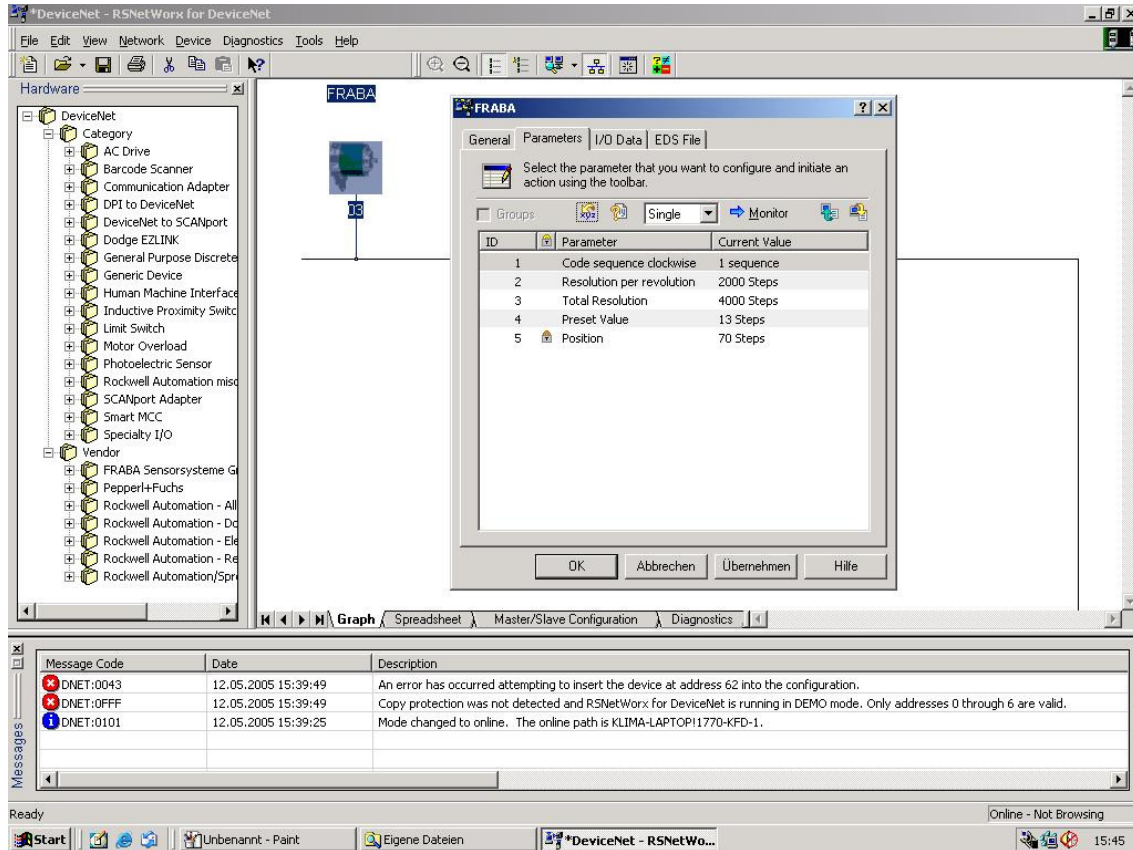 *DeviceNet - RSNetWorx for DeviceNet
File Edit View Network Device Diagnostics Tools Help
Hardware
DeviceNet
Category
AC Drive
Barcode Scanner
Communication Adapter
DPI to DeviceNet
DeviceNet to SCANport
Dodge EZLINK
General Purpose Discrete
Generic Device
Human Machine Interface
Inductive Proximity Switc
Limit Switch
Motor Overload
Photoelectric Sensor
Rockwell Automation misc
SCANport Adapter
Smart MCC
Specialty I/O
Vendor
FRABA Sensorsysteme G
Pepperl+Fuchs
Rockwell Automation - All
Rockwell Automation - Do
Rockwell Automation - Ele
Rockwell Automation - Re
Rockwell Automation/Spr
FRABA
03
FRABA
General Parameters I/O Data EDS File
Select the parameter that you want to configure and initiate an
action using the toolbar.
Groups xyz Single Monitor
ID Parameter Current Value
1 Code sequence clockwise 1 sequence
2 Resolution per revolution 2000 Steps
3 Total Resolution 4000 Steps
4 Preset Value 13 Steps
5 Position 70 Steps
OK Abbrechen Übernehmen Hilfe
Graph Spreadsheet Master/Slave Configuration Diagnostics
Messages
Message Code Date Description
DNET:0043 12.05.2005 15:39:49 An error has occurred attempting to insert the device at address 62 into the configuration.
DNET:0FFF 12.05.2005 15:39:49 Copy protection was not detected and RSNetWorx for DeviceNet is running in DEMO mode. Only addresses 0 through 6 are valid.
DNET:0101 12.05.2005 15:39:25 Mode changed to online. The online path is KLIMA-LAPTOP!1770-KFD-1.
Ready
Online - Not Browsing
Start Unbenannt - Paint Eigene Dateien *DeviceNet - RSNetWo... 15:45